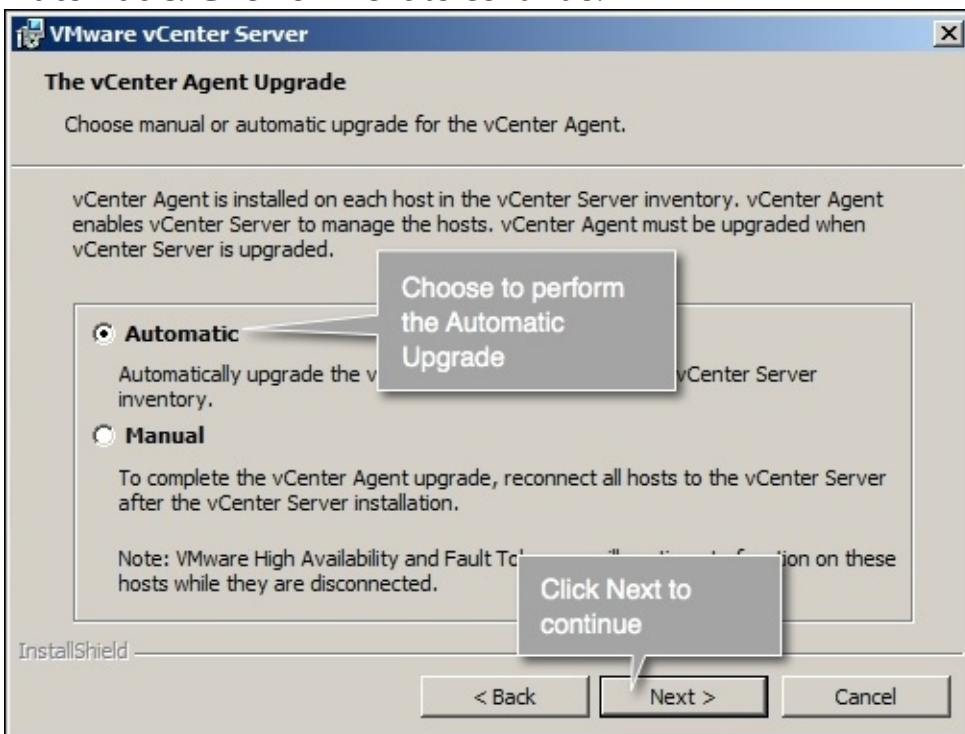 VMware vCenter Server
The vCenter Agent Upgrade
Choose manual or automatic upgrade for the vCenter Agent.
vCenter Agent is installed on each host in the vCenter Server inventory. vCenter Agent
enables vCenter Server to manage the hosts. vCenter Agent must be upgraded when
vCenter Server is upgraded.
Choose to perform
the Automatic
Upgrade
Automatic
Automatically upgrade the vCenter Server
inventory.
Manual
To complete the vCenter Agent upgrade, reconnect all hosts to the vCenter Server
after the vCenter Server installation.
Note: VMware High Availability and Fault on these
hosts while they are disconnected.
Click Next to
continue
InstallShield
< Back
Next >
Cancel